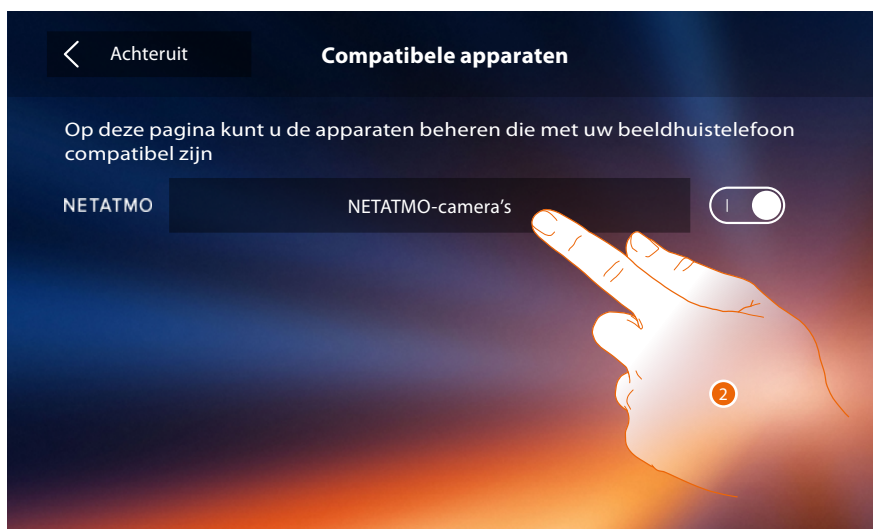 Achteruit
Compatibele apparaten
Op deze pagina kunt u de apparaten beheren die met uw beeldhuistelefoon
compatibel zijn
NETATMO
NETATMO-camera's
2